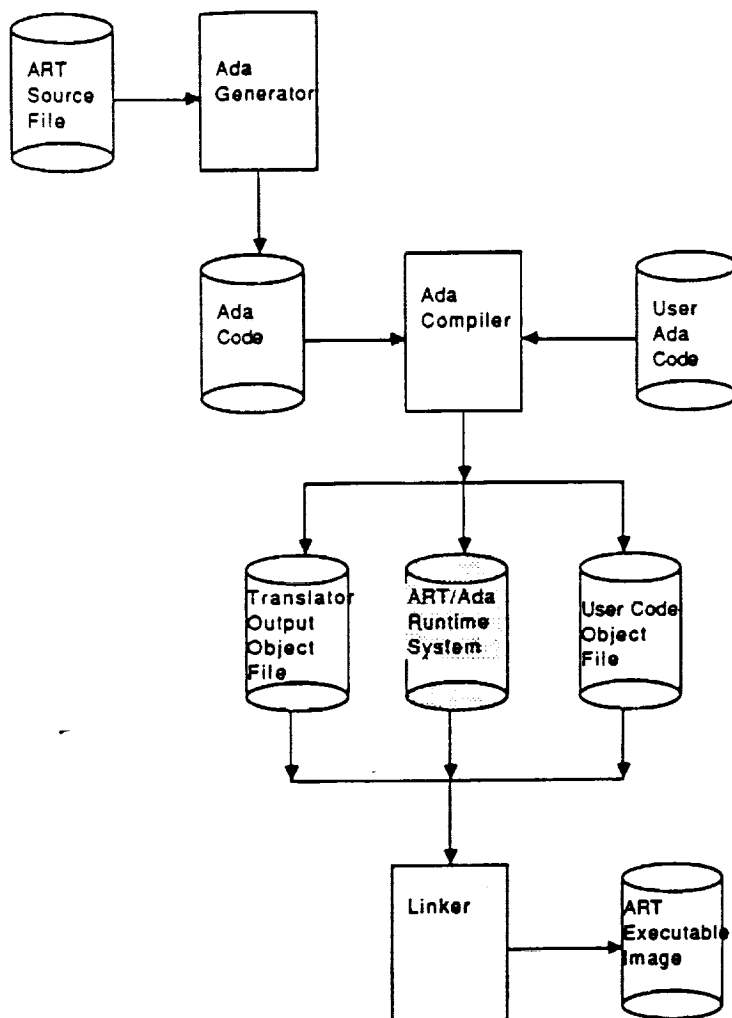 ART
Source
File
Ada
Generator
Ada
Code
Ada
Compiler
User
Ada
Code
Translator
Output
Object
File
ART/Ada
Runtime
System
User Code
Object
File
Linker
ART
Executable
Image